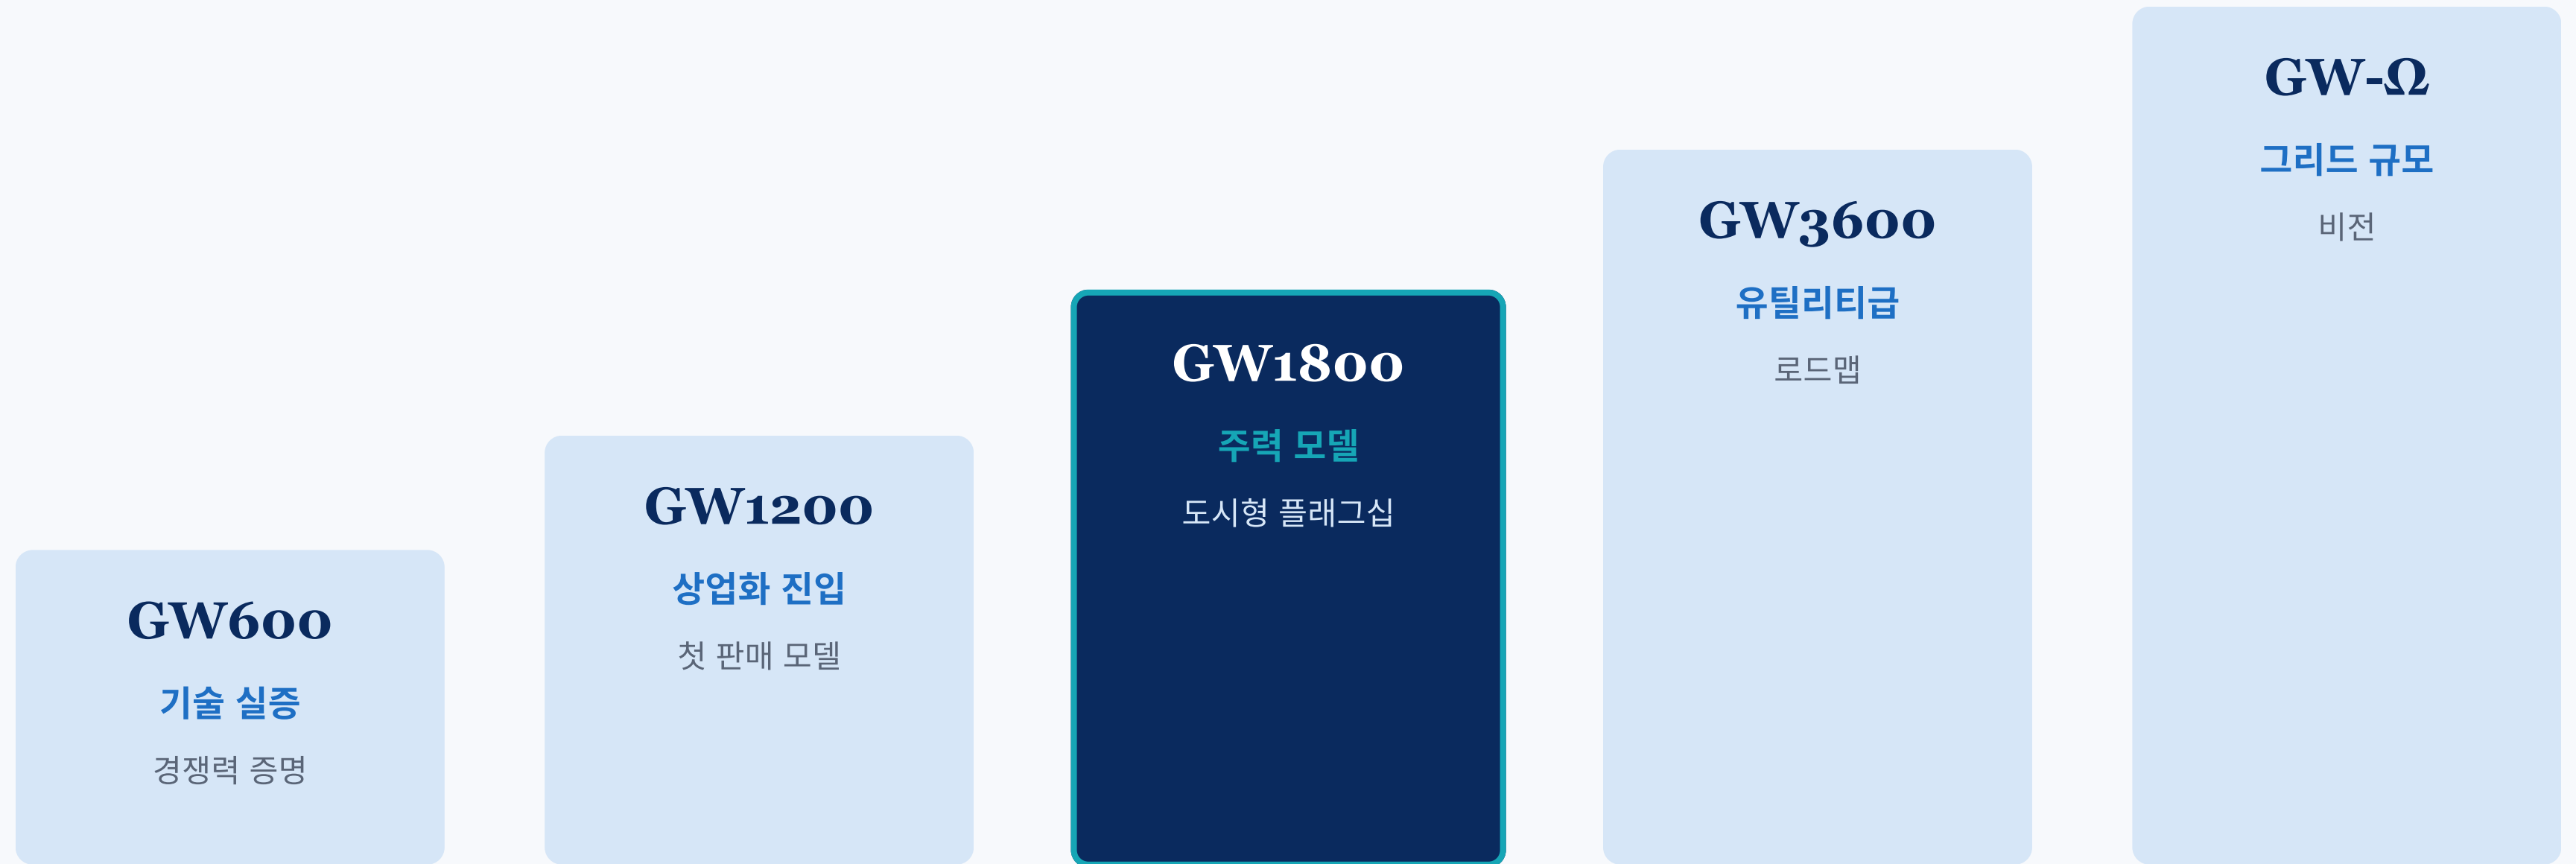 GW600
기술 실증
경쟁력 증명
GW1200
상업화 진입
첫 판매 모델
GW1800
주력 모델
도시형 플래그십
GW3600
유틸리티급
로드맵
GW-Ω
그리드 규모
비전